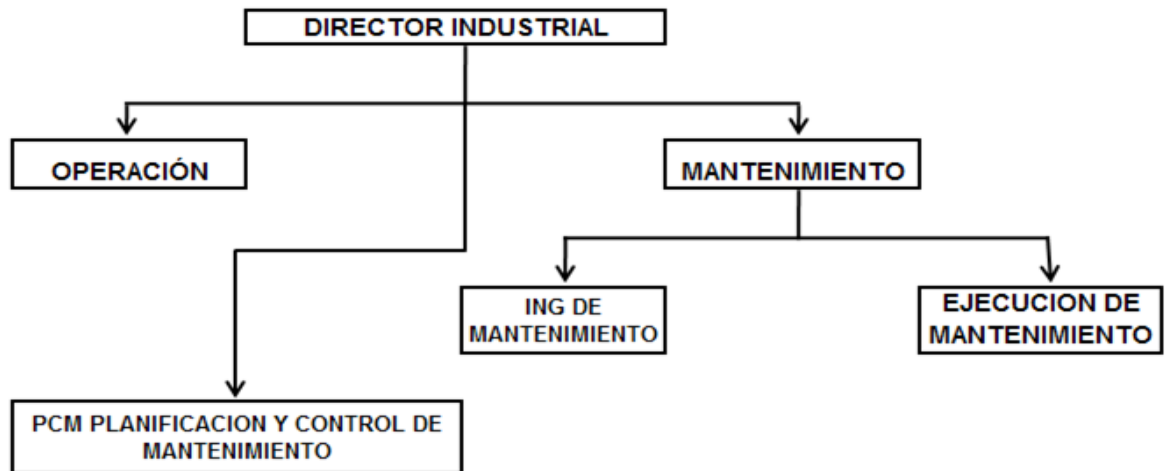 DIRECTOR INDUSTRIAL
OPERACIÓN
MANTENIMIENTO
ING DE
MANTENIMIENTO
EJECUCION DE
MANTENIMIENTO
PCM PLANIFICACION Y CONTROL DE
MANTENIMIENTO